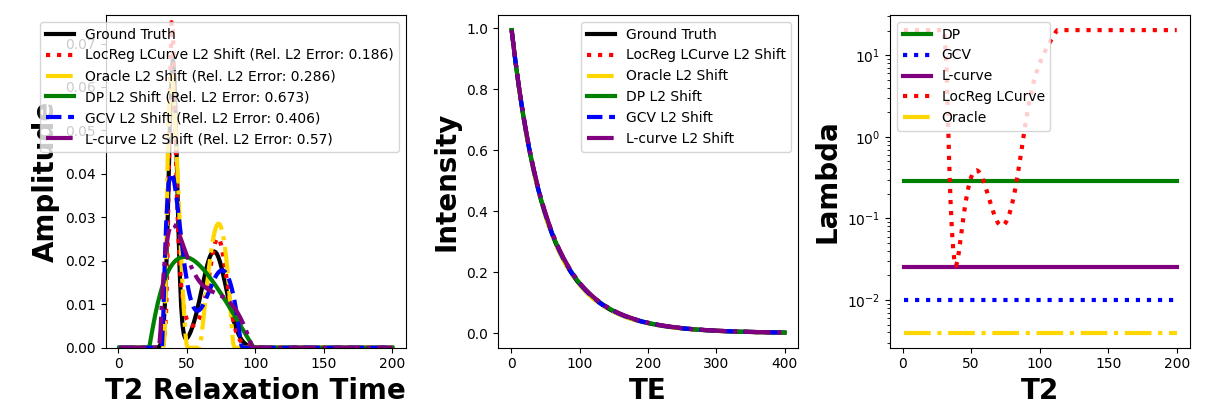 Amplitude
0.07
0.06
0.05
0.04
0.03
0.02
0.01
0.00
Ground Truth
LocReg LCurve L2 Shift (Rel. L2 Error: 0.186)
Oracle L2 Shift (Rel. L2 Error: 0.286)
DP L2 Shift (Rel. L2 Error: 0.673)
GCV L2 Shift (Rel. L2 Error: 0.406)
L-curve L2 Shift (Rel. L2 Error: 0.57)
0 50 100 150 200
T2 Relaxation Time
Intensity
1.0
0.8
0.6
0.4
0.2
0.0
Ground Truth
LocReg LCurve L2 Shift
Oracle L2 Shift
DP L2 Shift
GCV L2 Shift
L-curve L2 Shift
0 100 200 300 400
TE
Lambda
10¹
10⁰
10⁻¹
10⁻²
DP
GCV
L-curve
LocReg LCurve
Oracle
0 50 100 150 200
T2